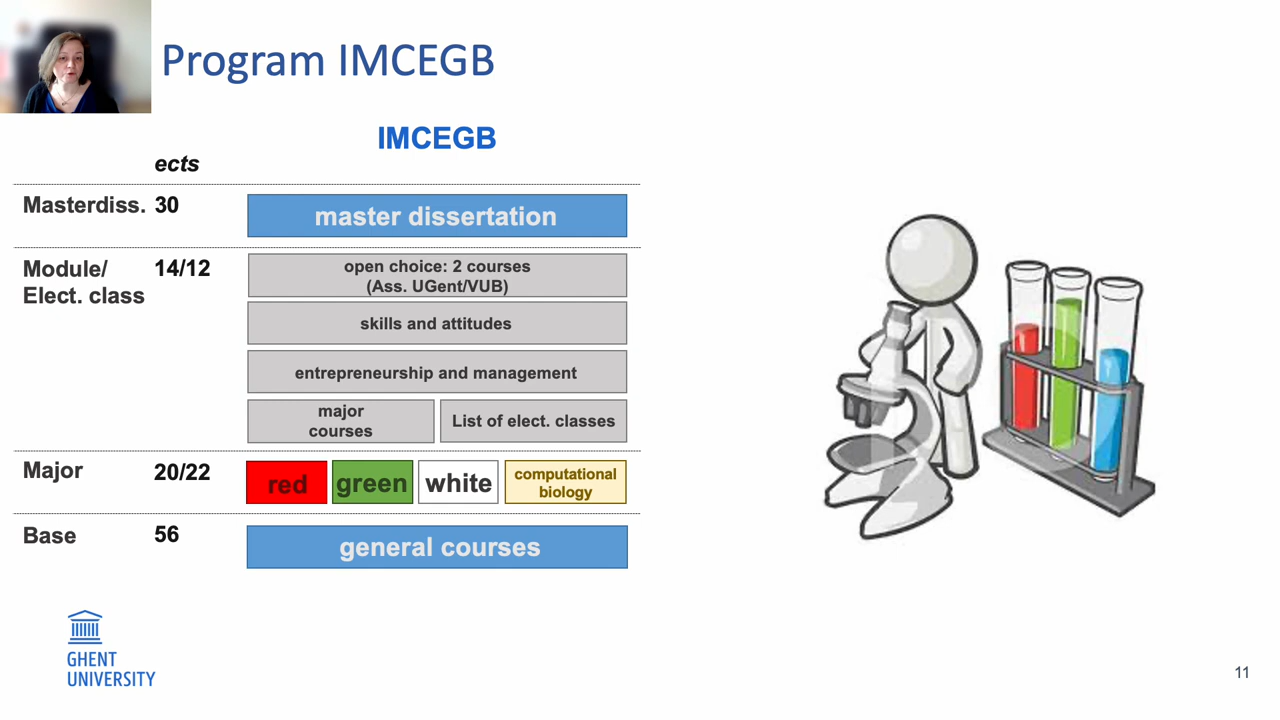 Program IMCEGB
IMCEGB
ects
Masterdiss. 30
master dissertation
Module/
Elect. class
14/12
open choice: 2 courses
(Ass. UGent/VUB)
skills and attitudes
entrepreneurship and management
major
courses
List of elect. classes
Major 20/22
red green white
computational
biology
Base 56
general courses
GHENT
UNIVERSITY
11